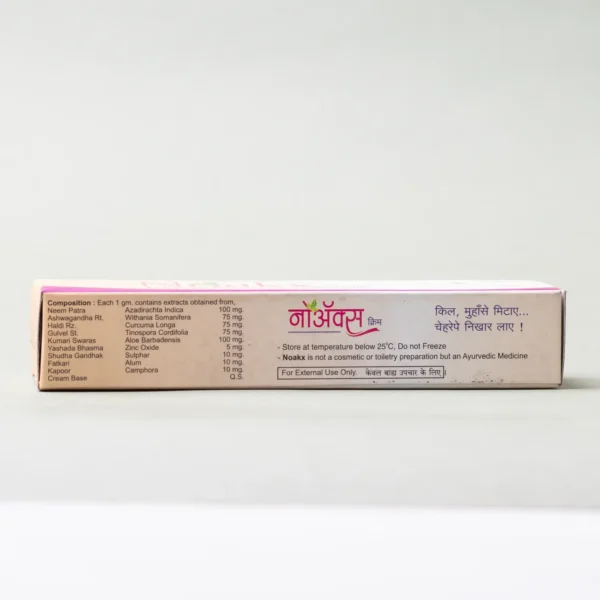 Composition : Each 1 gm. contains extracts obtained from,
Neem Patra Azadirachta Indica 100 mg.
Ashwagandha Rt, Withania Somanifera 75 mg.
Haldi Rz. Curcuma Longa 75 mg.
Gulvel St, Tinospora Cordifolia 75 mg.
Kumari Swaras Aloe Barbadensis 100 mg.
Yashada Bhasma Zinc Oxide 5 mg.
Shudha Gandhak Sulphar 10 mg.
Fatkari Alum 10 mg.
Kapoor Camphora 10 mg.
Cream Base Q.S.
नोॲक्स क्रिम
- Store at temperature below 25°C, Do not Freeze
- Noakx is not a cosmetic or toiletry preparation but an Ayurvedic Medicine
For External Use Only. केवल बाह्य उपचार के लिए
किल, मुहाँसे मिटाए...
चेहरेपे निखार लाए !